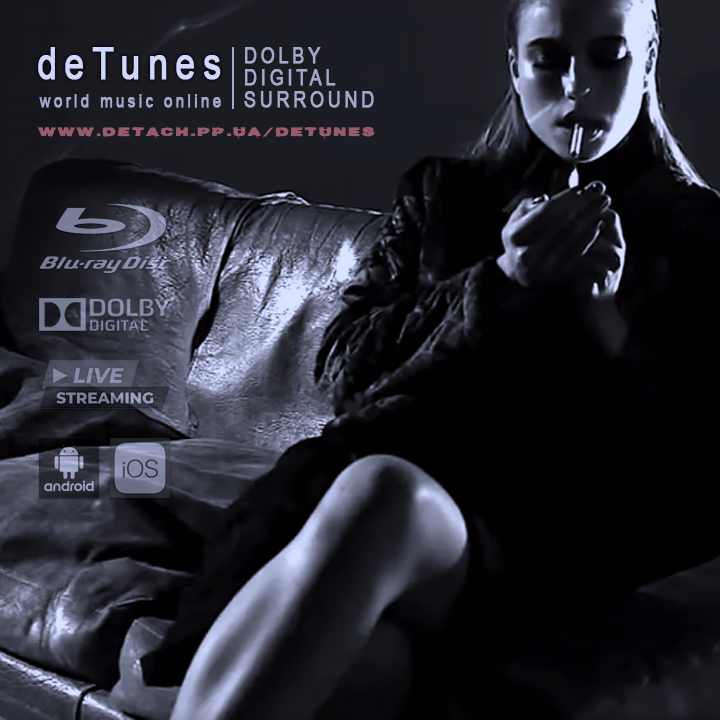 deTunes
world music online
DOLBY
DIGITAL
SURROUND
WWW.DETACH.PP.UA/DETUNES
Blu-ray Disc
DOLBY
DIGITAL
LIVE
STREAMING
android
iOS